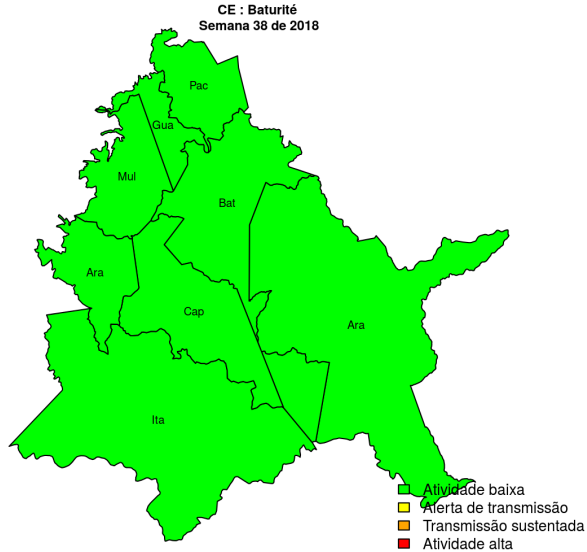 CE : Baturité
Semana 38 de 2018
Pac
Gua
Mul
Bat
Ara
Cap
Ara
Ita
Atividade baixa
Alerta de transmissão
Transmissão sustentada
Atividade alta